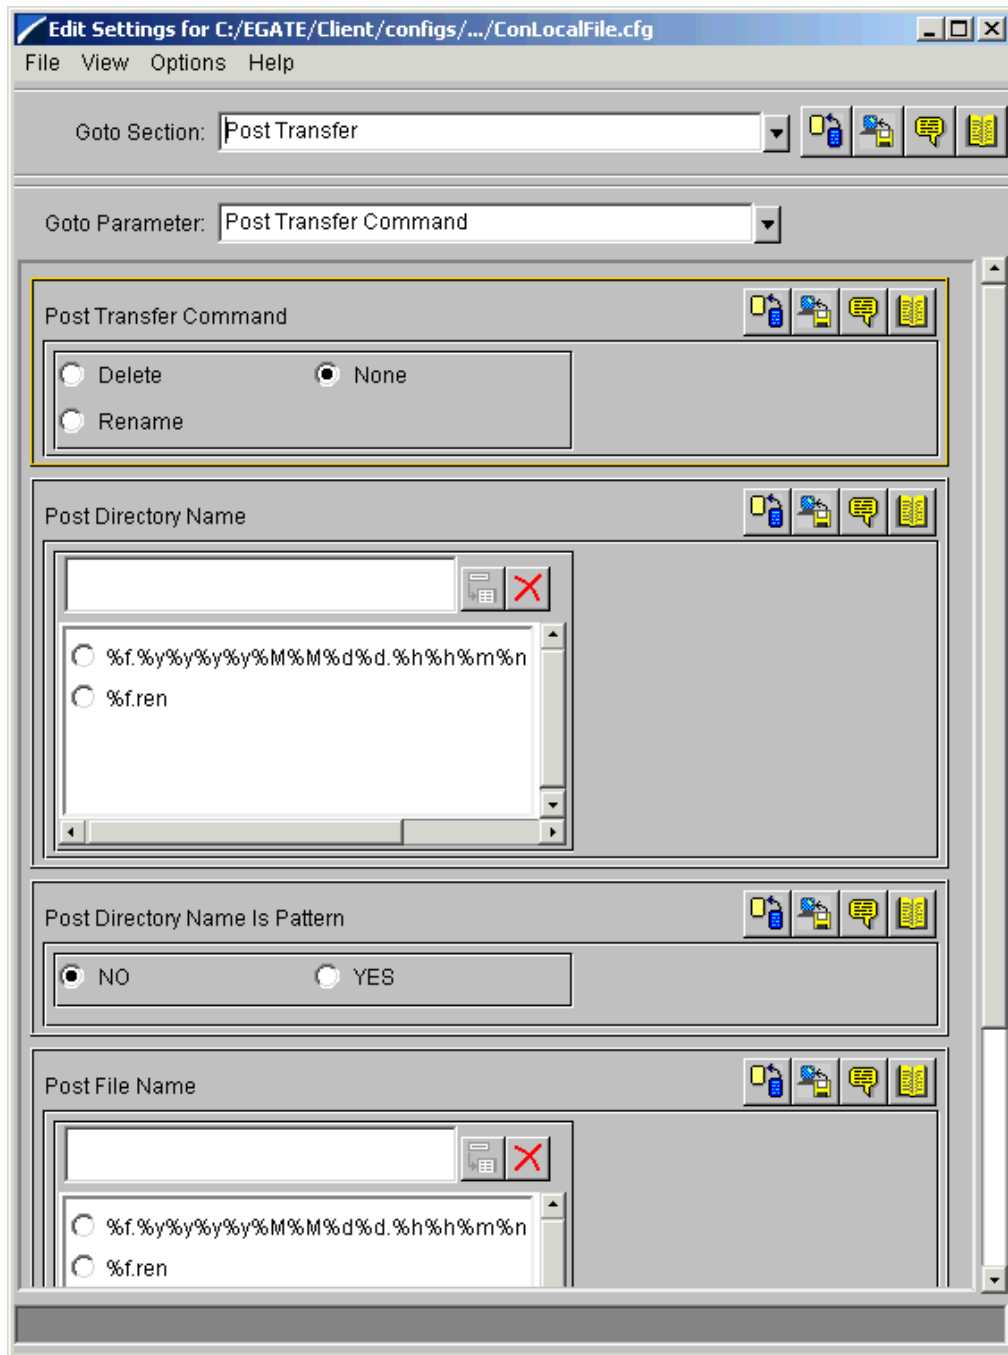 Edit Settings for C:/EGATE/Client/configs/.../ConLocalFile.cfg
File View Options Help
Goto Section: Post Transfer
Goto Parameter: Post Transfer Command
Post Transfer Command
Delete None
Rename
Post Directory Name
%f.%y%y%y%y%M%M%d%d.%h%h%m%n
%f.ren
Post Directory Name Is Pattern
NO YES
Post File Name
%f.%y%y%y%y%M%M%d%d.%h%h%m%n
%f.ren